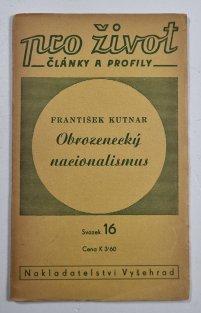 pro život
ČLÁNKY A PROFILY
FRANTIŠEK KUTNAR
Obrozenecký
nacionalismus
Svazek 16
Cena K 3·60
Nakladatelství Vyšehrad